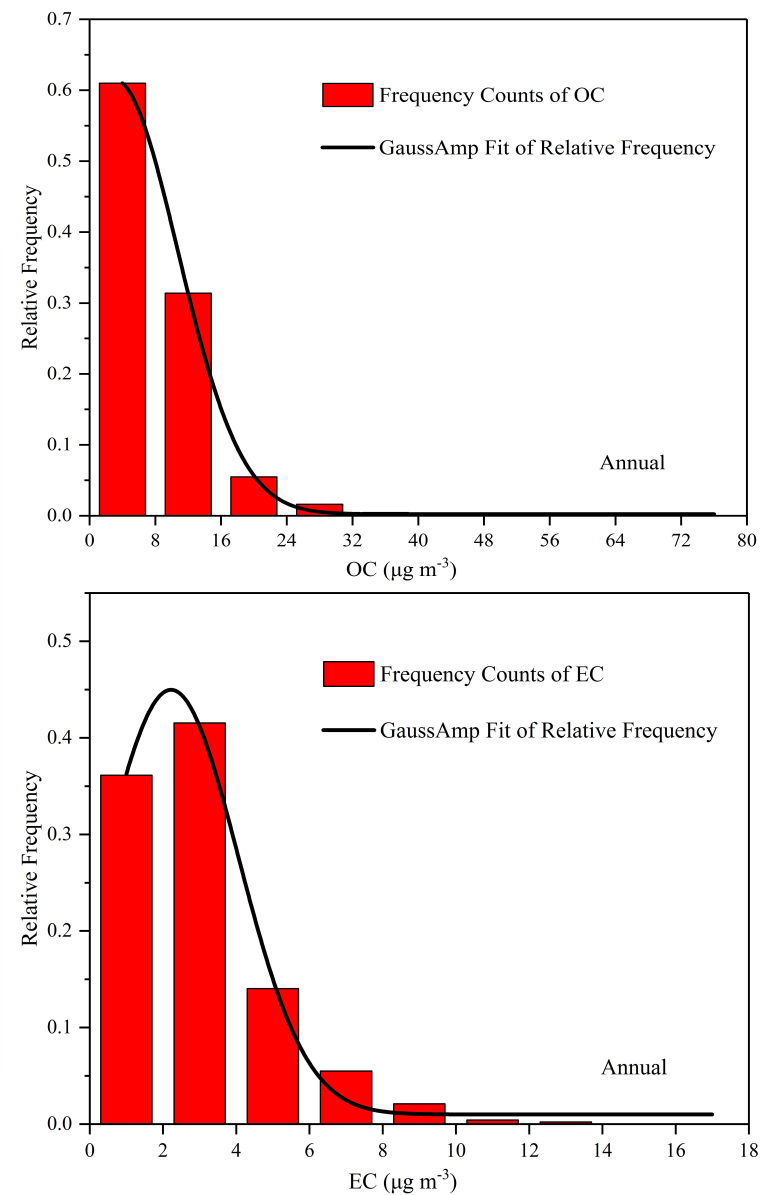 0.7
0.6
0.5
0.4
0.3
0.2
0.1
0.0
Relative Frequency
Frequency Counts of OC
GaussAmp Fit of Relative Frequency
Annual
0 8 16 24 32 40 48 56 64 72 80
OC (μg m⁻³)
0.5
0.4
0.3
0.2
0.1
0.0
Relative Frequency
Frequency Counts of EC
GaussAmp Fit of Relative Frequency
Annual
0 2 4 6 8 10 12 14 16 18
EC (μg m⁻³)